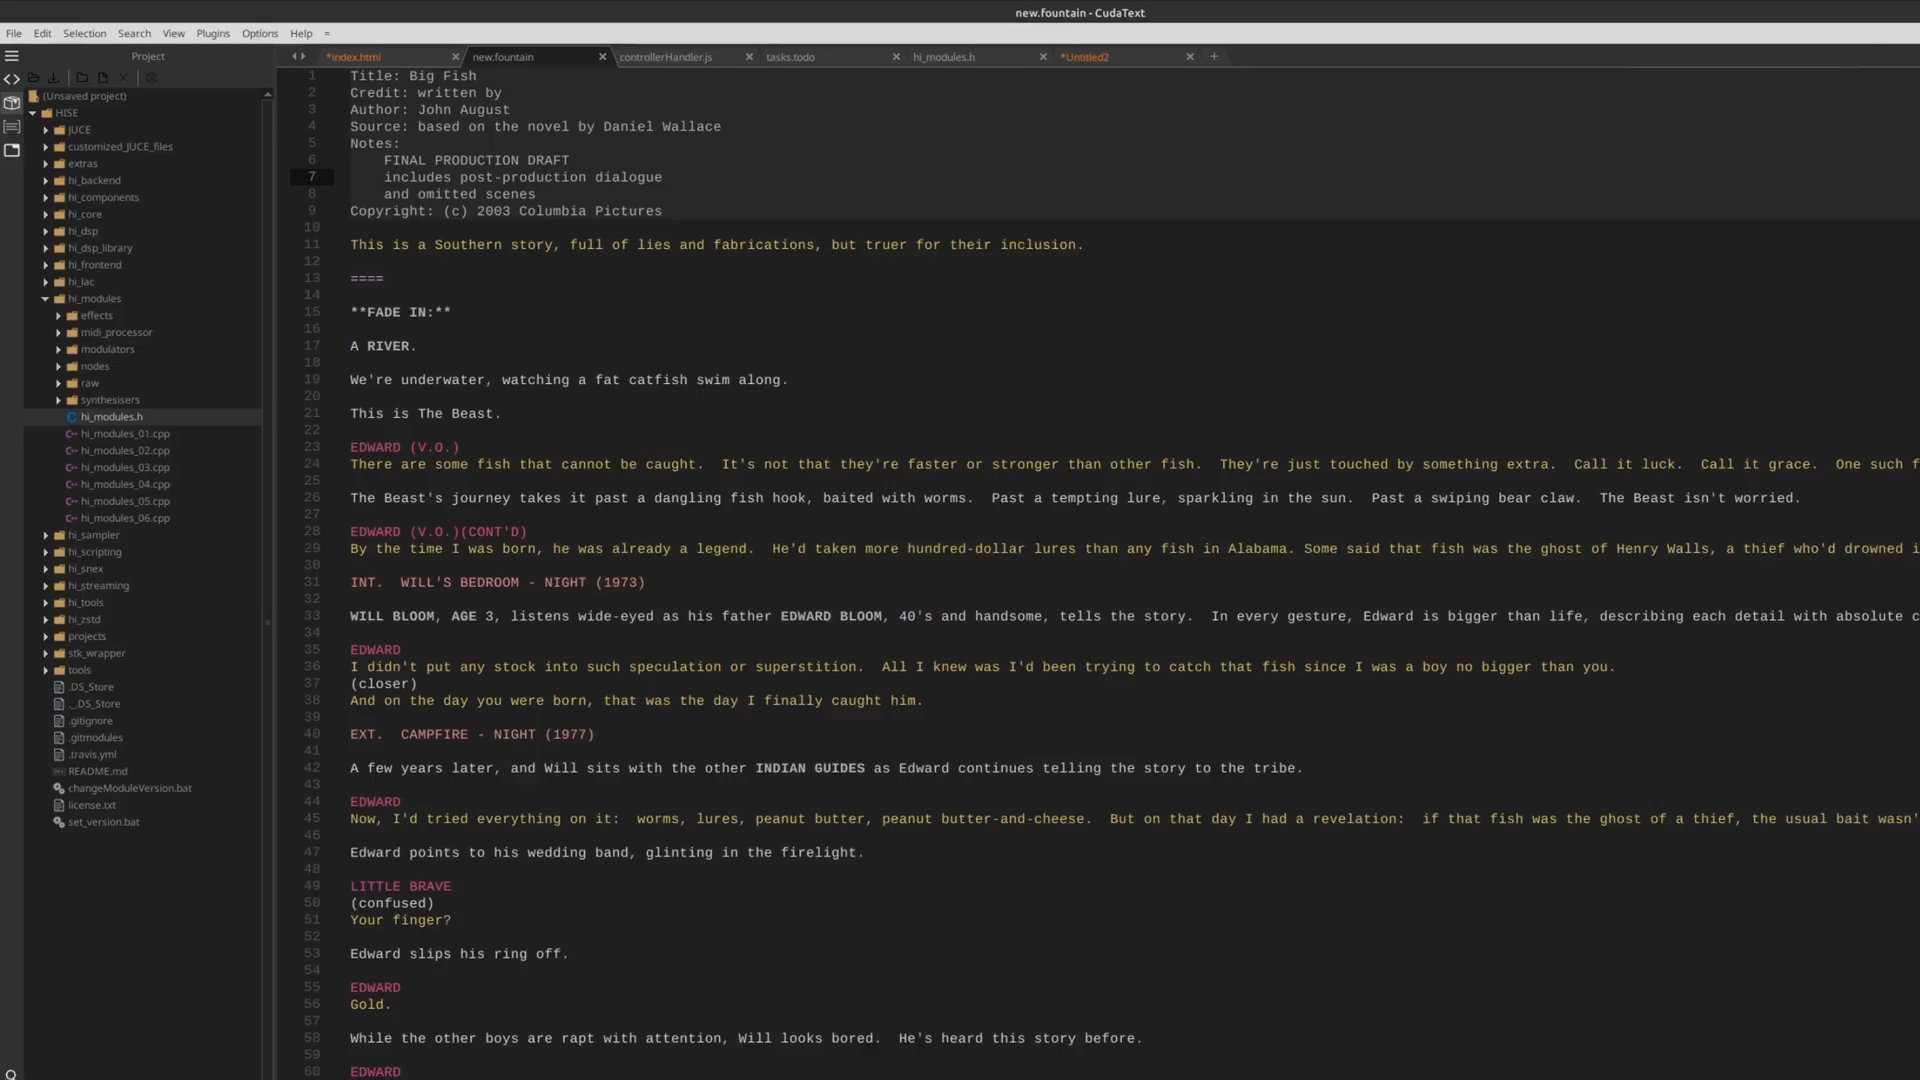 new.fountain - CudaText
File Edit Selection Search View Plugins Options Help =
Project
*index.html new.fountain controllerHandler.js tasks.todo hi_modules.h *Untitled2
(Unsaved project)
HISE
JUCE
customized_JUCE_files
extras
hi_backend
hi_components
hi_core
hi_dsp
hi_dsp_library
hi_frontend
hi_lac
hi_modules
effects
midi_processor
modulators
nodes
raw
synthesisers
hi_modules.h
hi_modules_01.cpp
hi_modules_02.cpp
hi_modules_03.cpp
hi_modules_04.cpp
hi_modules_05.cpp
hi_modules_06.cpp
hi_sampler
hi_scripting
hi_snex
hi_streaming
hi_tools
hi_zstd
projects
stk_wrapper
tools
.DS_Store
._.DS_Store
.gitignore
.gitmodules
.travis.yml
README.md
changeModuleVersion.bat
license.txt
set_version.bat
1 Title: Big Fish
2 Credit: written by
3 Author: John August
4 Source: based on the novel by Daniel Wallace
5 Notes:
6 FINAL PRODUCTION DRAFT
7 includes post-production dialogue
8 and omitted scenes
9 Copyright: (c) 2003 Columbia Pictures
10
11 This is a Southern story, full of lies and fabrications, but truer for their inclusion.
12
13 ====
14
15 **FADE IN:**
16
17 A RIVER.
18
19 We're underwater, watching a fat catfish swim along.
20
21 This is The Beast.
22
23 EDWARD (V.O.)
24 There are some fish that cannot be caught.  It's not that they're faster or stronger than other fish.  They're just touched by something extra.  Call it luck.  Call it grace.  One such f
25
26 The Beast's journey takes it past a dangling fish hook, baited with worms.  Past a tempting lure, sparkling in the sun.  Past a swiping bear claw.  The Beast isn't worried.
27
28 EDWARD (V.O.)(CONT'D)
29 By the time I was born, he was already a legend.  He'd taken more hundred-dollar lures than any fish in Alabama. Some said that fish was the ghost of Henry Walls, a thief who'd drowned i
30
31 INT.  WILL'S BEDROOM - NIGHT (1973)
32
33 WILL BLOOM, AGE 3, listens wide-eyed as his father EDWARD BLOOM, 40's and handsome, tells the story.  In every gesture, Edward is bigger than life, describing each detail with absolute c
34
35 EDWARD
36 I didn't put any stock into such speculation or superstition.  All I knew was I'd been trying to catch that fish since I was a boy no bigger than you.
37 (closer)
38 And on the day you were born, that was the day I finally caught him.
39
40 EXT.  CAMPFIRE - NIGHT (1977)
41
42 A few years later, and Will sits with the other INDIAN GUIDES as Edward continues telling the story to the tribe.
43
44 EDWARD
45 Now, I'd tried everything on it:  worms, lures, peanut butter, peanut butter-and-cheese.  But on that day I had a revelation:  if that fish was the ghost of a thief, the usual bait wasn'
46
47 Edward points to his wedding band, glinting in the firelight.
48
49 LITTLE BRAVE
50 (confused)
51 Your finger?
52
53 Edward slips his ring off.
54
55 EDWARD
56 Gold.
57
58 While the other boys are rapt with attention, Will looks bored.  He's heard this story before.
59
60 EDWARD